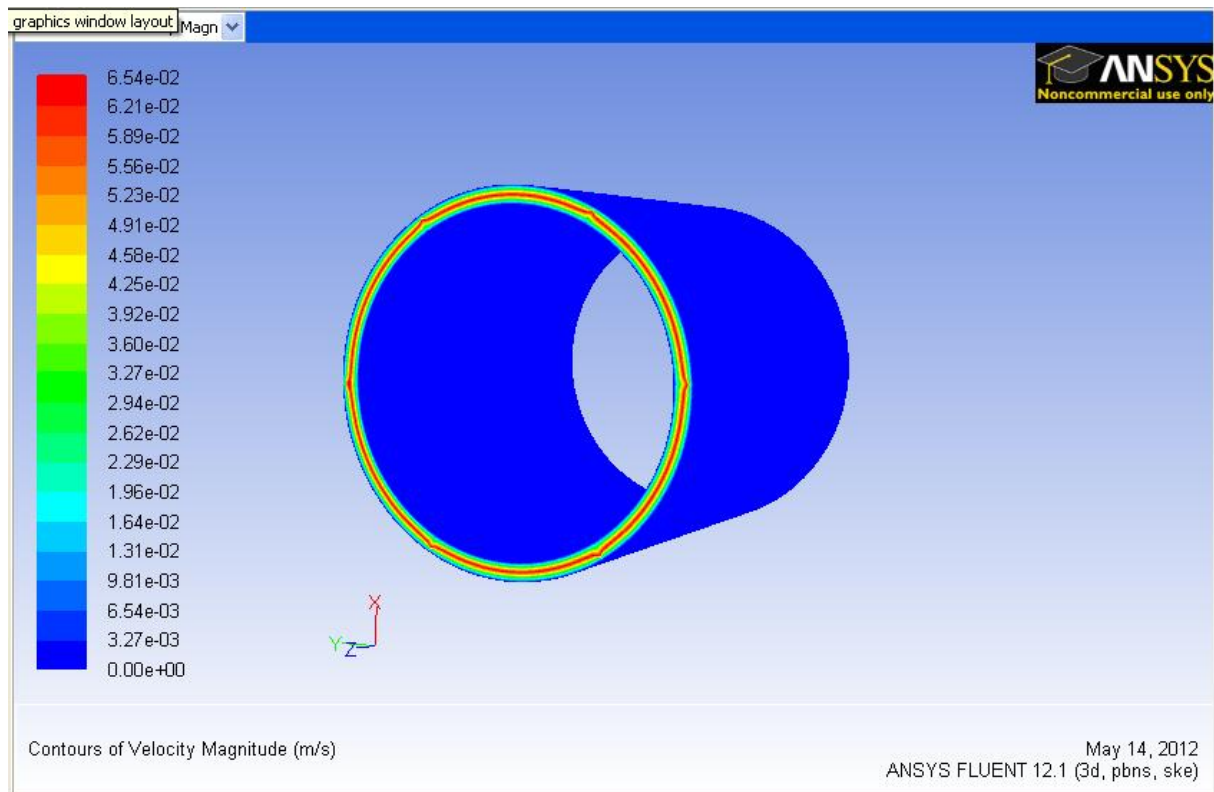 graphics window layout
Magn
ANSYS
Noncommercial use only
6.54e-02
6.21e-02
5.89e-02
5.56e-02
5.23e-02
4.91e-02
4.58e-02
4.25e-02
3.92e-02
3.60e-02
3.27e-02
2.94e-02
2.62e-02
2.29e-02
1.96e-02
1.64e-02
1.31e-02
9.81e-03
6.54e-03
3.27e-03
0.00e+00
X
Y
Z
Contours of Velocity Magnitude (m/s)
May 14, 2012
ANSYS FLUENT 12.1 (3d, pbns, ske)